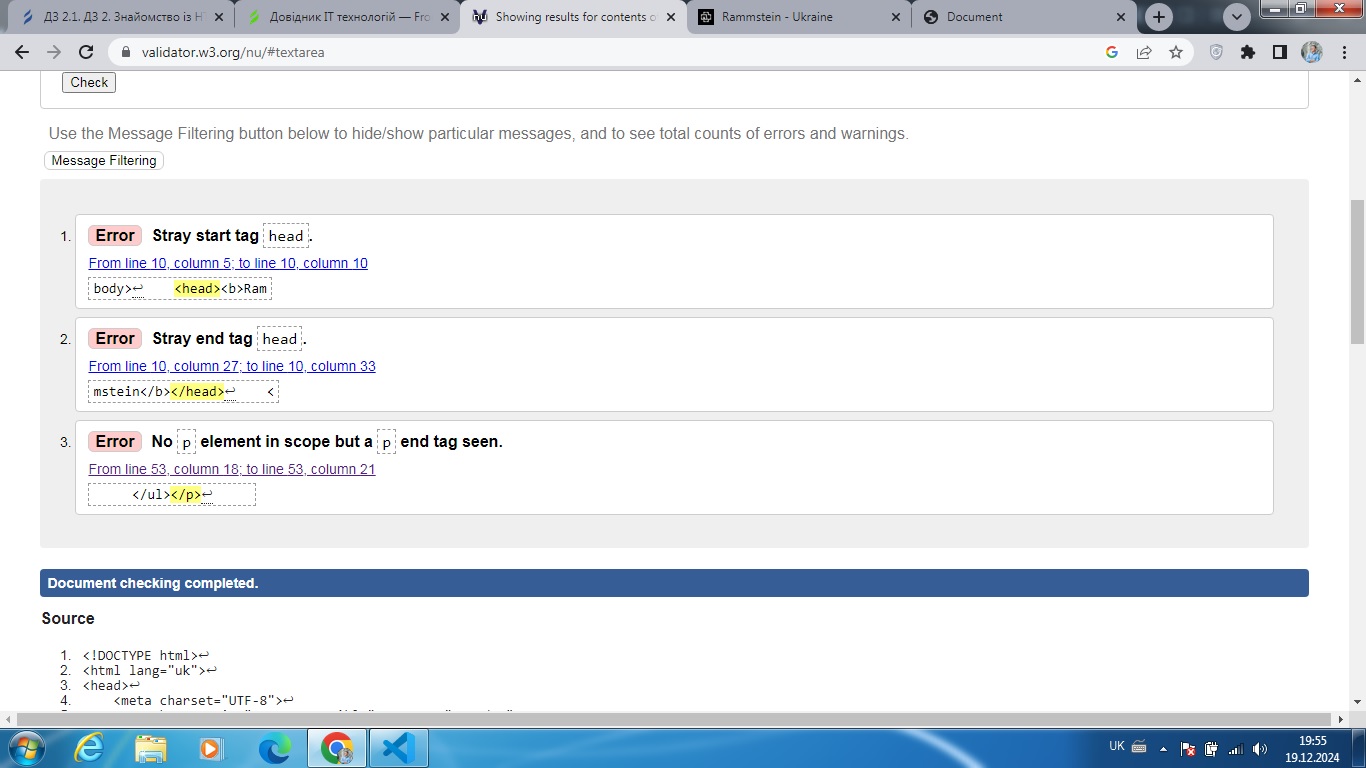 ДЗ 2.1. ДЗ 2. Знайомство із H
Довідник ІТ технологій — Fro
Showing results for contents o
Rammstein - Ukraine
Document
validator.w3.org/nu/#textarea
Check
Use the Message Filtering button below to hide/show particular messages, and to see total counts of errors and warnings.
Message Filtering
1. Error Stray start tag head.
From line 10, column 5; to line 10, column 10
body>↩ <head><b>Ram
2. Error Stray end tag head.
From line 10, column 27; to line 10, column 33
mstein</b></head>↩ <
3. Error No p element in scope but a p end tag seen.
From line 53, column 18; to line 53, column 21
</ul></p>↩
Document checking completed.
Source
1. <!DOCTYPE html>↩
2. <html lang="uk">↩
3. <head>↩
4. <meta charset="UTF-8">↩
UK
19:55
19.12.2024